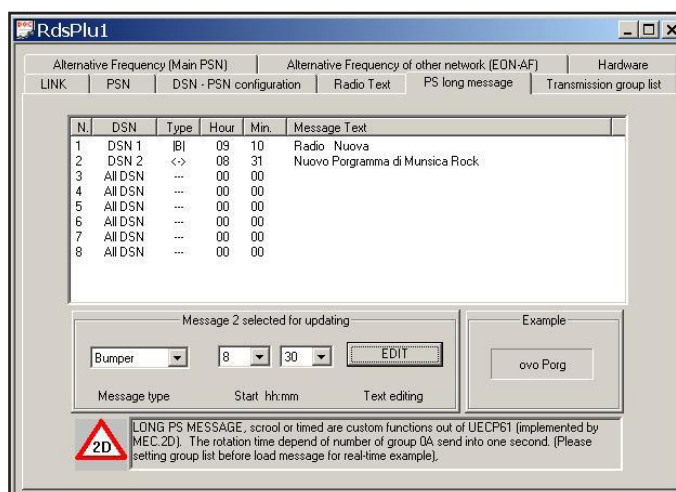 RdsPlu1
Alternative Frequency (Main PSN) Alternative Frequency of other network (EON-AF) Hardware
LINK PSN DSN - PSN configuration Radio Text PS long message Transmission group list
N. DSN Type Hour Min. Message Text
1 DSN 1 |B| 09 10 Radio Nuova
2 DSN 2 <-> 08 31 Nuovo Porgramma di Munsica Rock
3 All DSN --- 00 00
4 All DSN --- 00 00
5 All DSN --- 00 00
6 All DSN --- 00 00
7 All DSN --- 00 00
8 All DSN --- 00 00
Message 2 selected for updating
Bumper 8 30 EDIT
Message type Start hh:mm Text editing
Example
ovo Porg
2D
LONG PS MESSAGE, scrool or timed are custom functions out of UECP61 (implemented by
MEC.2D). The rotation time depend of number of group 0A send into one second. (Please
setting group list before load message for real-time example),